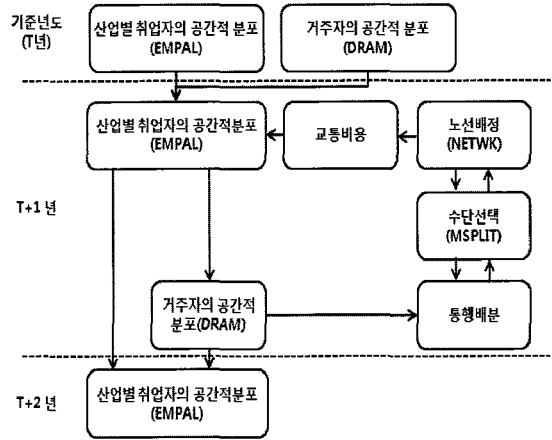 기준년도
(T년)
산업별 취업자의 공간적 분포
(EMPAL)
거주자의 공간적 분포
(DRAM)
산업별 취업자의 공간적분포
(EMPAL)
교통비용
노선배정
(NETWK)
T+1 년
수단선택
(MSPLIT)
거주자의 공간적
분포(DRAM)
통행배분
T+2 년
산업별 취업자의 공간적분포
(EMPAL)